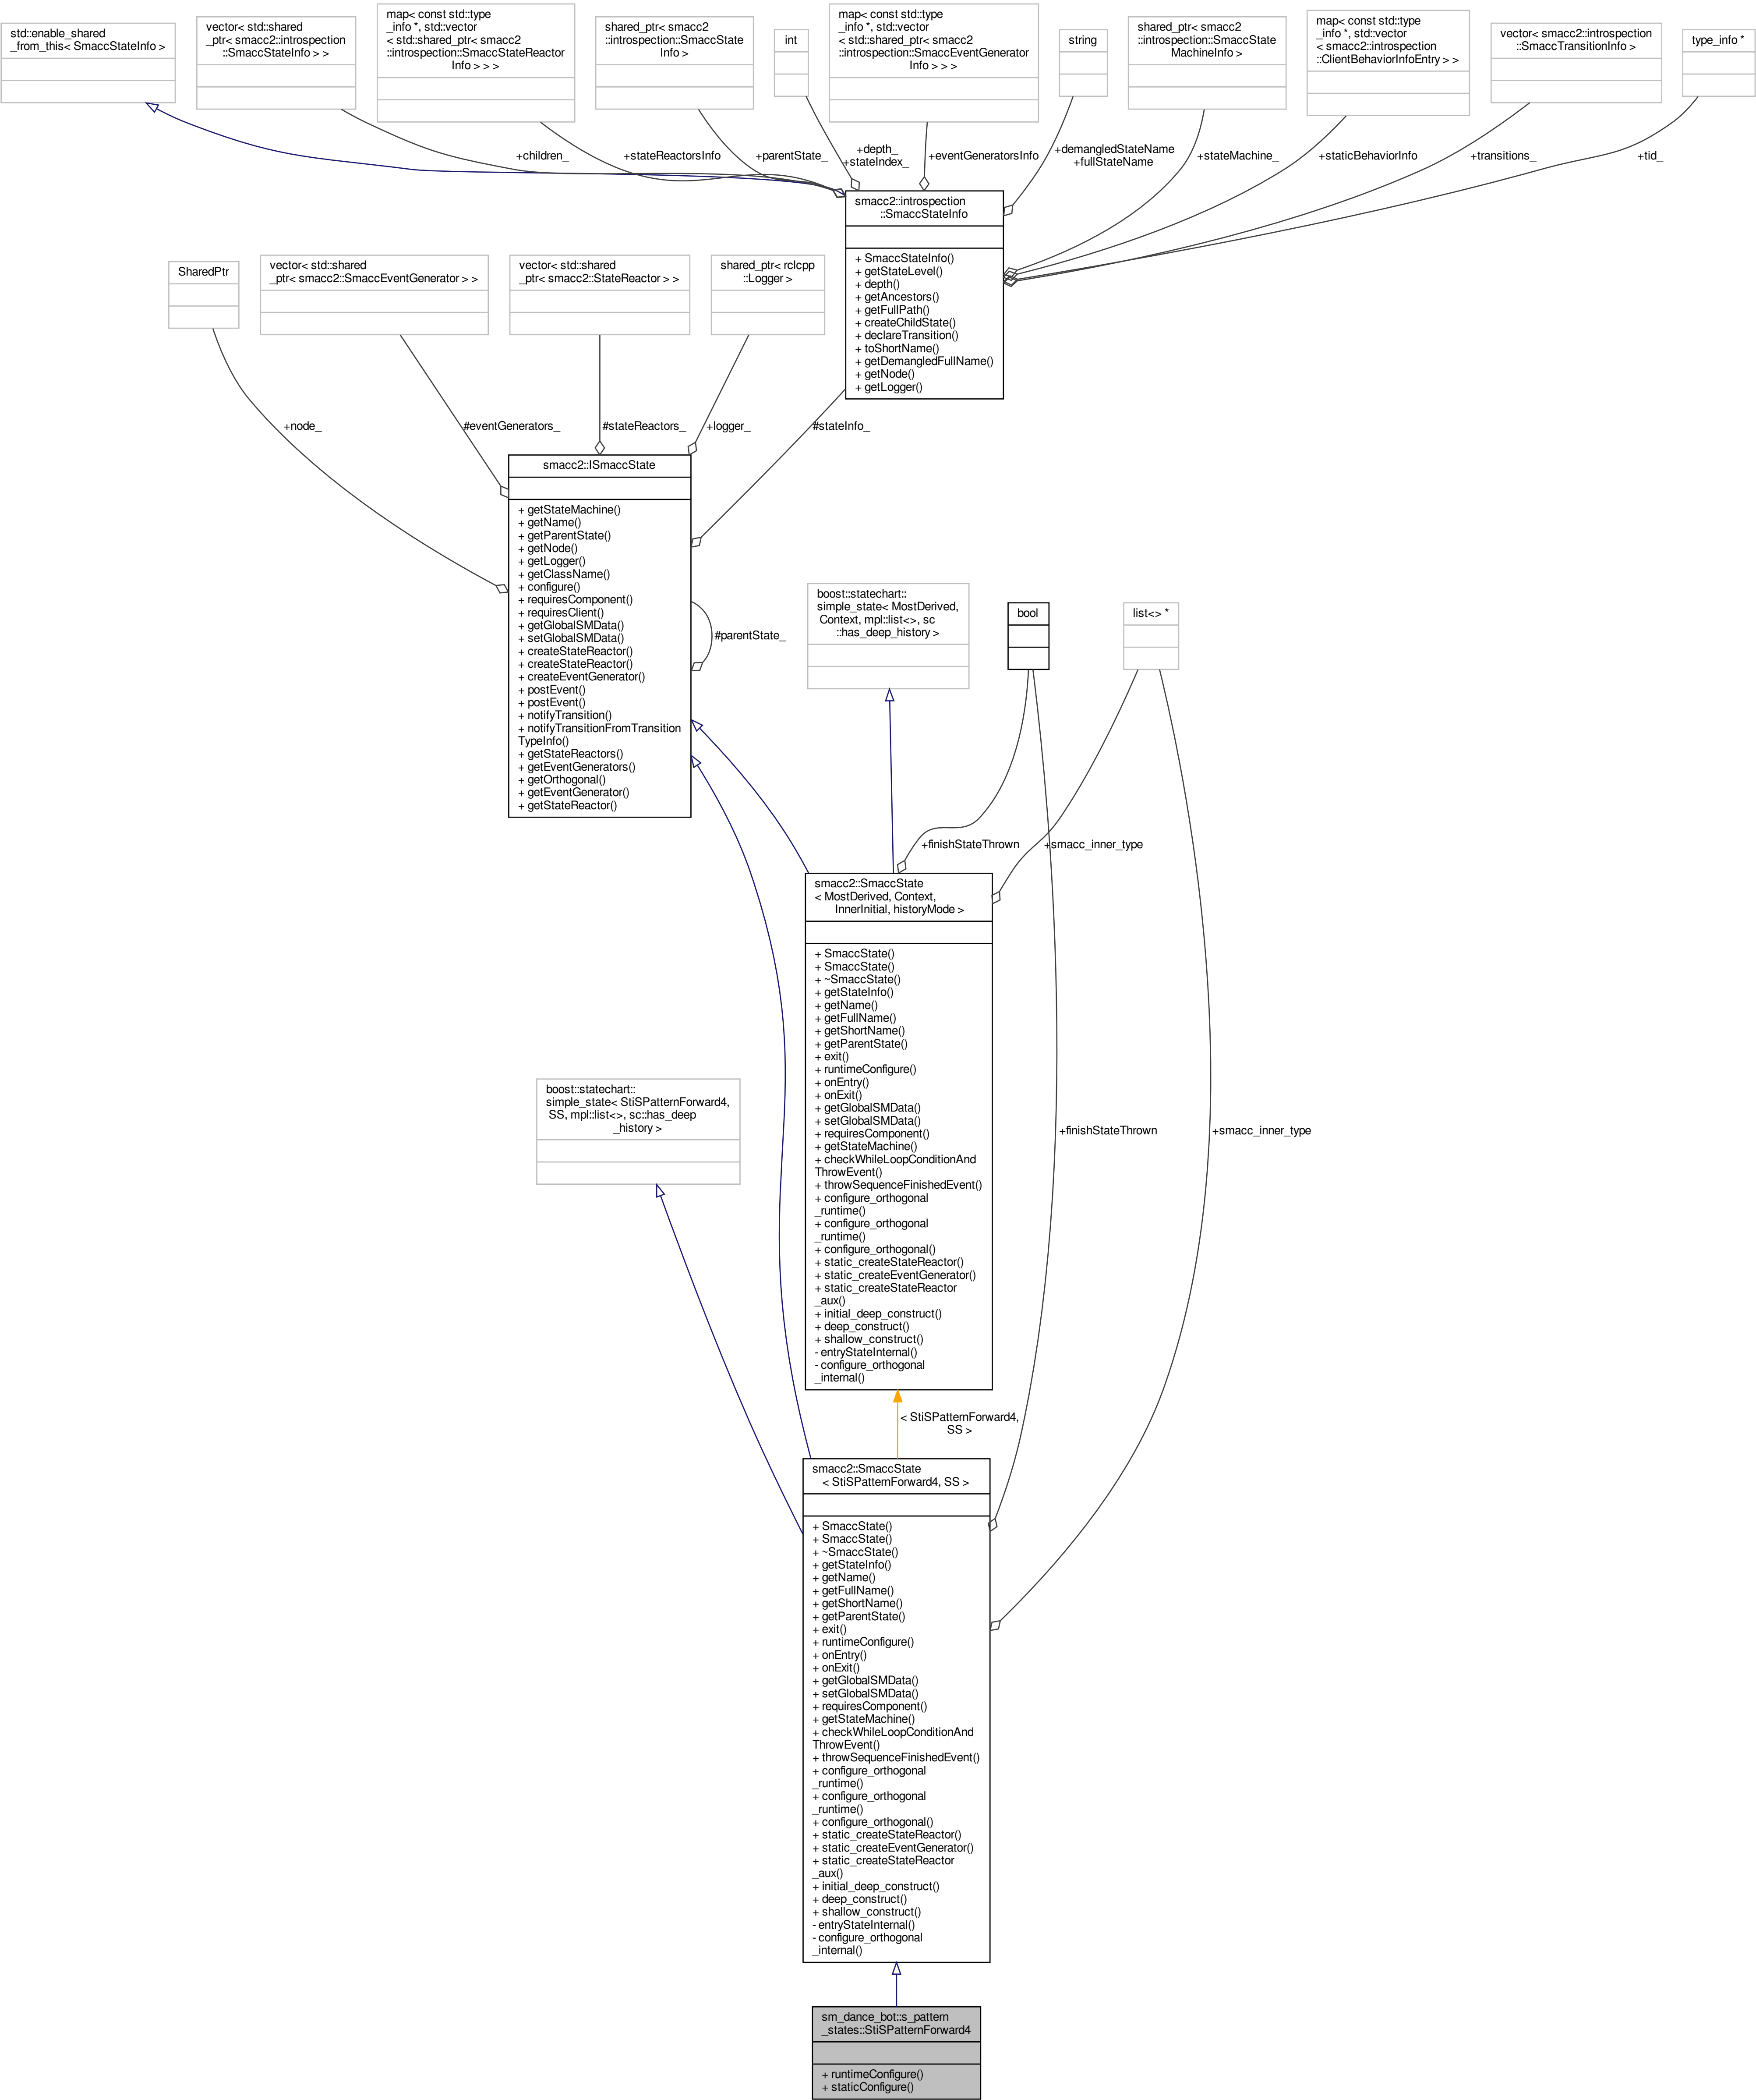 std::enable_shared
_from_this< SmaccStateInfo >
vector< std::shared
_ptr< smacc2::introspection
::SmaccStateInfo > >
map< const std::type
_info *, std::vector
< std::shared_ptr< smacc2
::introspection::SmaccStateReactor
Info > > >
shared_ptr< smacc2
::introspection::SmaccState
Info >
int
map< const std::type
_info *, std::vector
< std::shared_ptr< smacc2
::introspection::SmaccEventGenerator
Info > > >
string
shared_ptr< smacc2
::introspection::SmaccState
MachineInfo >
map< const std::type
_info *, std::vector
< smacc2::introspection
::ClientBehaviorInfoEntry > >
vector< smacc2::introspection
::SmaccTransitionInfo >
type_info *
+children_
+stateReactorsInfo
+parentState_
+depth_
+stateIndex_
+eventGeneratorsInfo
+demangledStateName
+fullStateName
+stateMachine_
+staticBehaviorInfo
+transitions_
+tid_
smacc2::introspection
::SmaccStateInfo
+ SmaccStateInfo()
+ getStateLevel()
+ depth()
+ getAncestors()
+ getFullPath()
+ createChildState()
+ declareTransition()
+ toShortName()
+ getDemangledFullName()
+ getNode()
+ getLogger()
SharedPtr
vector< std::shared
_ptr< smacc2::SmaccEventGenerator > >
vector< std::shared
_ptr< smacc2::StateReactor > >
shared_ptr< rclcpp
::Logger >
+node_
#eventGenerators_
#stateReactors_
+logger_
#stateInfo_
smacc2::ISmaccState
+ getStateMachine()
+ getName()
+ getParentState()
+ getNode()
+ getLogger()
+ getClassName()
+ configure()
+ requiresComponent()
+ requiresClient()
+ getGlobalSMData()
+ setGlobalSMData()
+ createStateReactor()
+ createStateReactor()
+ createEventGenerator()
+ postEvent()
+ postEvent()
+ notifyTransition()
+ notifyTransitionFromTransition
TypeInfo()
+ getStateReactors()
+ getEventGenerators()
+ getOrthogonal()
+ getEventGenerator()
+ getStateReactor()
#parentState_
boost::statechart::
simple_state< MostDerived,
Context, mpl::list<>, sc
::has_deep_history >
bool
list<> *
+finishStateThrown
+smacc_inner_type
smacc2::SmaccState
< MostDerived, Context,
InnerInitial, historyMode >
+ SmaccState()
+ SmaccState()
+ ~SmaccState()
+ getStateInfo()
+ getName()
+ getFullName()
+ getShortName()
+ getParentState()
+ exit()
+ runtimeConfigure()
+ onEntry()
+ onExit()
+ getGlobalSMData()
+ setGlobalSMData()
+ requiresComponent()
+ getStateMachine()
+ checkWhileLoopConditionAnd
ThrowEvent()
+ throwSequenceFinishedEvent()
+ configure_orthogonal
_runtime()
+ configure_orthogonal
_runtime()
+ configure_orthogonal()
+ static_createStateReactor()
+ static_createEventGenerator()
+ static_createStateReactor
_aux()
+ initial_deep_construct()
+ deep_construct()
+ shallow_construct()
- entryStateInternal()
- configure_orthogonal
_internal()
boost::statechart::
simple_state< StiSPatternForward4,
SS, mpl::list<>, sc::has_deep
_history >
+finishStateThrown
+smacc_inner_type
< StiSPatternForward4,
SS >
smacc2::SmaccState
< StiSPatternForward4, SS >
+ SmaccState()
+ SmaccState()
+ ~SmaccState()
+ getStateInfo()
+ getName()
+ getFullName()
+ getShortName()
+ getParentState()
+ exit()
+ runtimeConfigure()
+ onEntry()
+ onExit()
+ getGlobalSMData()
+ setGlobalSMData()
+ requiresComponent()
+ getStateMachine()
+ checkWhileLoopConditionAnd
ThrowEvent()
+ throwSequenceFinishedEvent()
+ configure_orthogonal
_runtime()
+ configure_orthogonal
_runtime()
+ configure_orthogonal()
+ static_createStateReactor()
+ static_createEventGenerator()
+ static_createStateReactor
_aux()
+ initial_deep_construct()
+ deep_construct()
+ shallow_construct()
- entryStateInternal()
- configure_orthogonal
_internal()
sm_dance_bot::s_pattern
_states::StiSPatternForward4
+ runtimeConfigure()
+ staticConfigure()